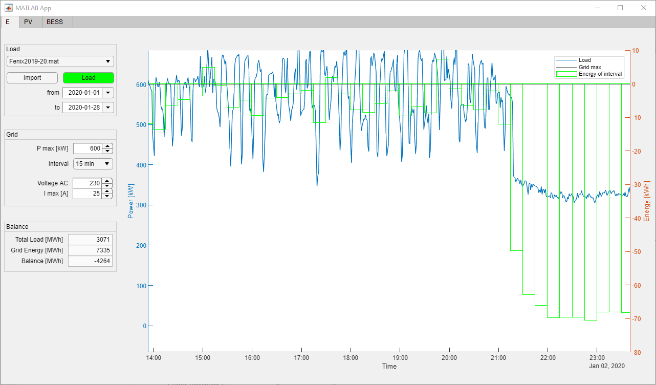 MATLAB App
E PV BESS
Load
Fenix2019-20.mat
Import Load
from 2020-01-01
to 2020-01-28
Grid
P max [kW] 600
Interval 15 min
Voltage AC 230
I max [A] 25
Balance
Total Load [MWh] 3071
Grid Energy [MWh] 7335
Balance [MWh] -4264
Load
Grid max
Energy of interval
Power [kW]
600
500
400
300
200
100
0
14:00 15:00 16:00 17:00 18:00 19:00 20:00 21:00 22:00 23:00
Time
Jan 02, 2020
10
0
-10
-20
-30
-40
-50
-60
-70
-80
Energy [kWh]